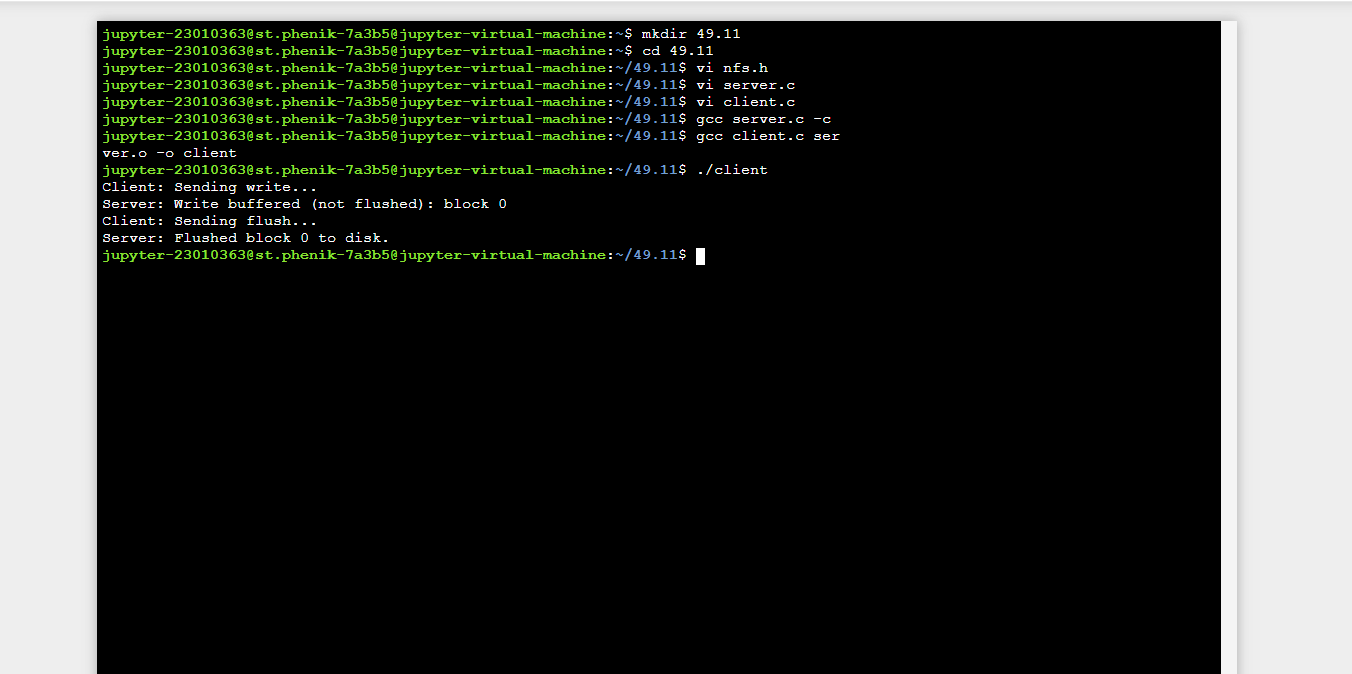 jupyter-23010363@st.phenik-7a3b5@jupyter-virtual-machine:~$ mkdir 49.11
jupyter-23010363@st.phenik-7a3b5@jupyter-virtual-machine:~$ cd 49.11
jupyter-23010363@st.phenik-7a3b5@jupyter-virtual-machine:~/49.11$ vi nfs.h
jupyter-23010363@st.phenik-7a3b5@jupyter-virtual-machine:~/49.11$ vi server.c
jupyter-23010363@st.phenik-7a3b5@jupyter-virtual-machine:~/49.11$ vi client.c
jupyter-23010363@st.phenik-7a3b5@jupyter-virtual-machine:~/49.11$ gcc server.c -c
jupyter-23010363@st.phenik-7a3b5@jupyter-virtual-machine:~/49.11$ gcc client.c ser
ver.o -o client
jupyter-23010363@st.phenik-7a3b5@jupyter-virtual-machine:~/49.11$ ./client
Client: Sending write...
Server: Write buffered (not flushed): block 0
Client: Sending flush...
Server: Flushed block 0 to disk.
jupyter-23010363@st.phenik-7a3b5@jupyter-virtual-machine:~/49.11$